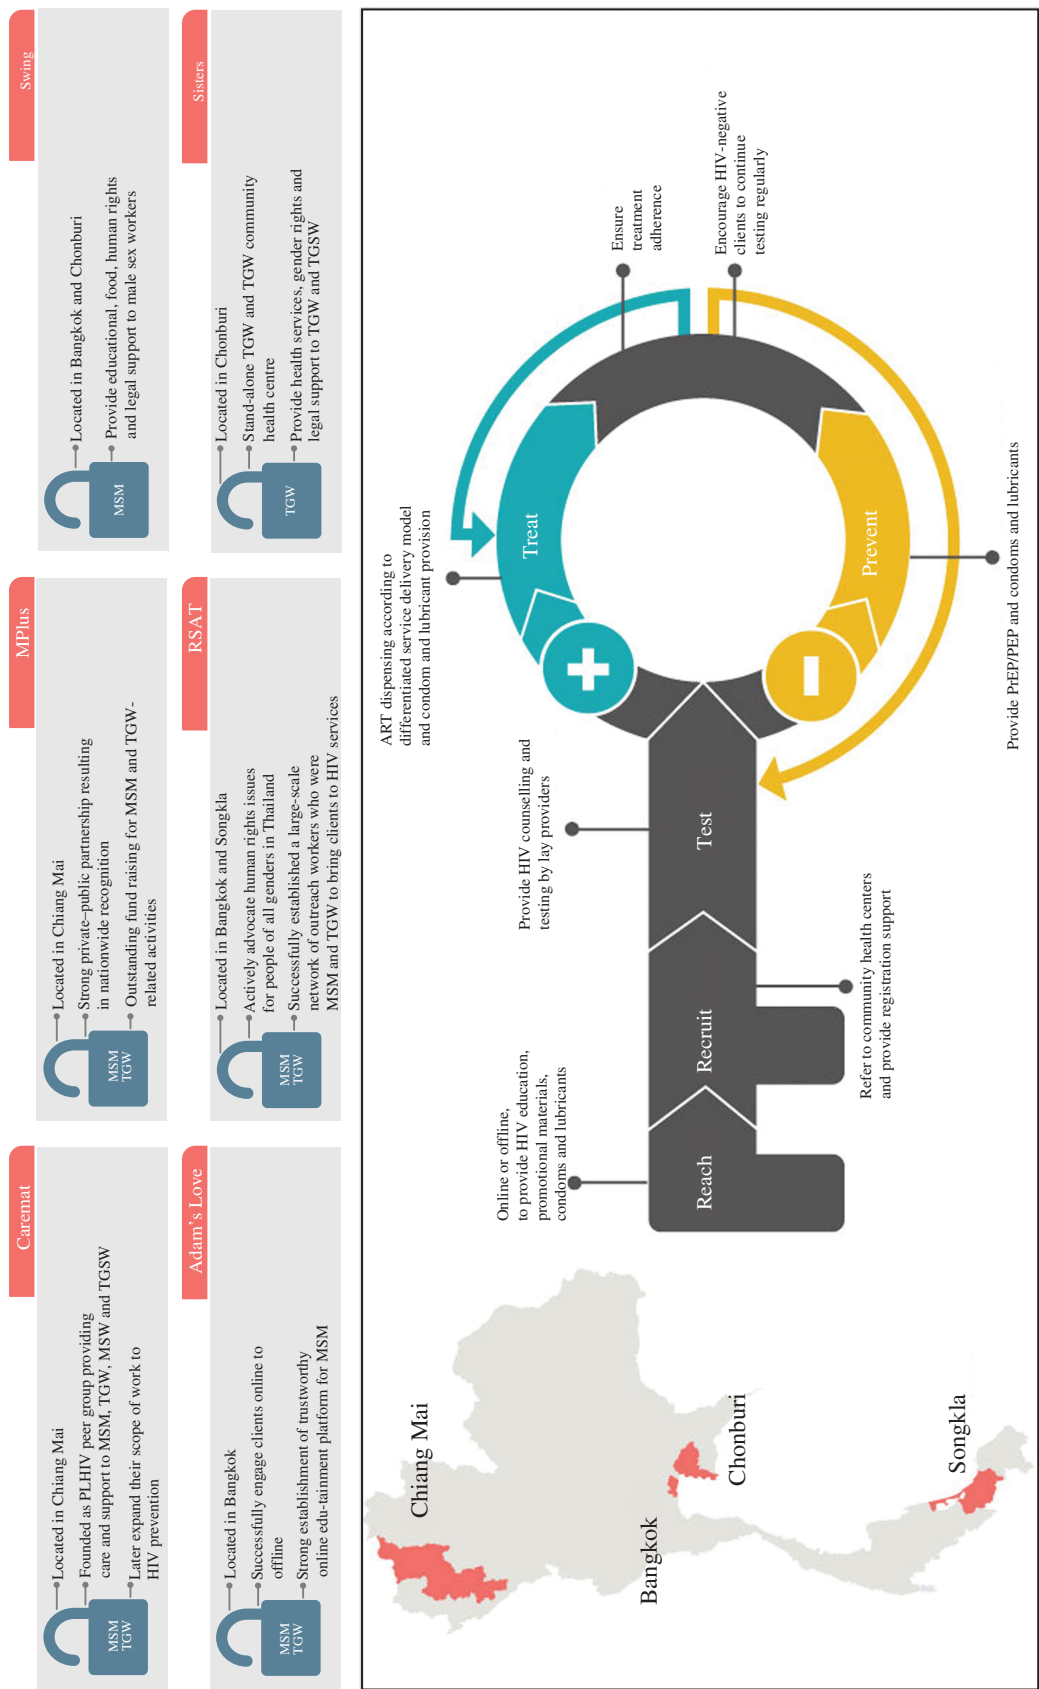 Caremat
MSM
TGW
Located in Chiang Mai
Founded as PLHIV peer group providing
care and support to MSM, TGW, MSW and TGSW
Later expand their scope of work to
HIV prevention
MPlus
MSM
TGW
Located in Chiang Mai
Strong private–public partnership resulting
in nationwide recognition
Outstanding fund raising for MSM and TGW-
related activities
Swing
MSM
Located in Bangkok and Chonburi
Provide educational, food, human rights
and legal support to male sex workers
Adam's Love
MSM
TGW
Located in Bangkok
Successfully engage clients online to
offline
Strong establishment of trustworthy
online edu-tainment platform for MSM
RSAT
MSM
TGW
Located in Bangkok and Songkla
Actively advocate human rights issues
for people of all genders in Thailand
Successfully established a large-scale
network of outreach workers who were
MSM and TGW to bring clients to HIV services
Sisters
TGW
Located in Chonburi
Stand-alone TGW and TGW community
health centre
Provide health services, gender rights and
legal support to TGW and TGSW
Chiang Mai
Bangkok
Chonburi
Songkla
Online or offline,
to provide HIV education,
promotional materials,
condoms and lubricants
Reach
Recruit
Refer to community health centers
and provide registration support
Provide HIV counselling and
testing by lay providers
Test
ART dispensing according to
differentiated service delivery model
and condom and lubricant provision
Treat
Prevent
Provide PrEP/PEP and condoms and lubricants
Ensure
treatment
adherence
Encourage HIV-negative
clients to continue
testing regularly